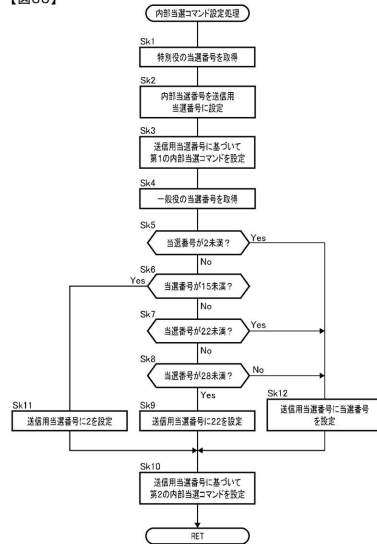 内部当選コマンド設定処理
Sk1
特別役の当選番号を取得
Sk2
内部当選番号を送信用
当選番号に設定
Sk3
送信用当選番号に基づいて
第1の内部当選コマンドを設定
Sk4
一般役の当選番号を取得
Sk5
当選番号が2未満?
Yes
No
Sk6
当選番号が15未満?
Yes
No
Sk7
当選番号が22未満?
Yes
No
Sk8
当選番号が28未満?
No
Yes
Sk11
送信用当選番号に2を設定
Sk9
送信用当選番号に22を設定
Sk12
送信用当選番号に当選番号
を設定
Sk10
送信用当選番号に基づいて
第2の内部当選コマンドを設定
RET